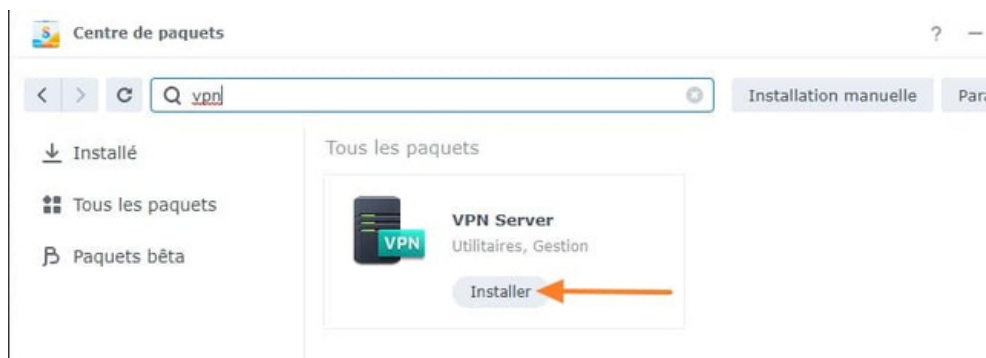 Centre de paquets
?
vpn
Installation manuelle
Installé
Tous les paquets
Tous les paquets
VPN
VPN Server
Paquets bêta
Utilitaires, Gestion
Installer